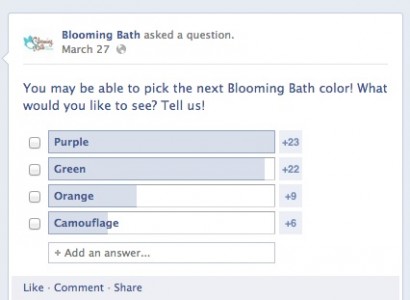 Blooming Bath
Blooming Bath asked a question.
March 27
You may be able to pick the next Blooming Bath color! What
would you like to see? Tell us!
Purple +23
Green +22
Orange +9
Camouflage +6
+ Add an answer...
Like · Comment · Share